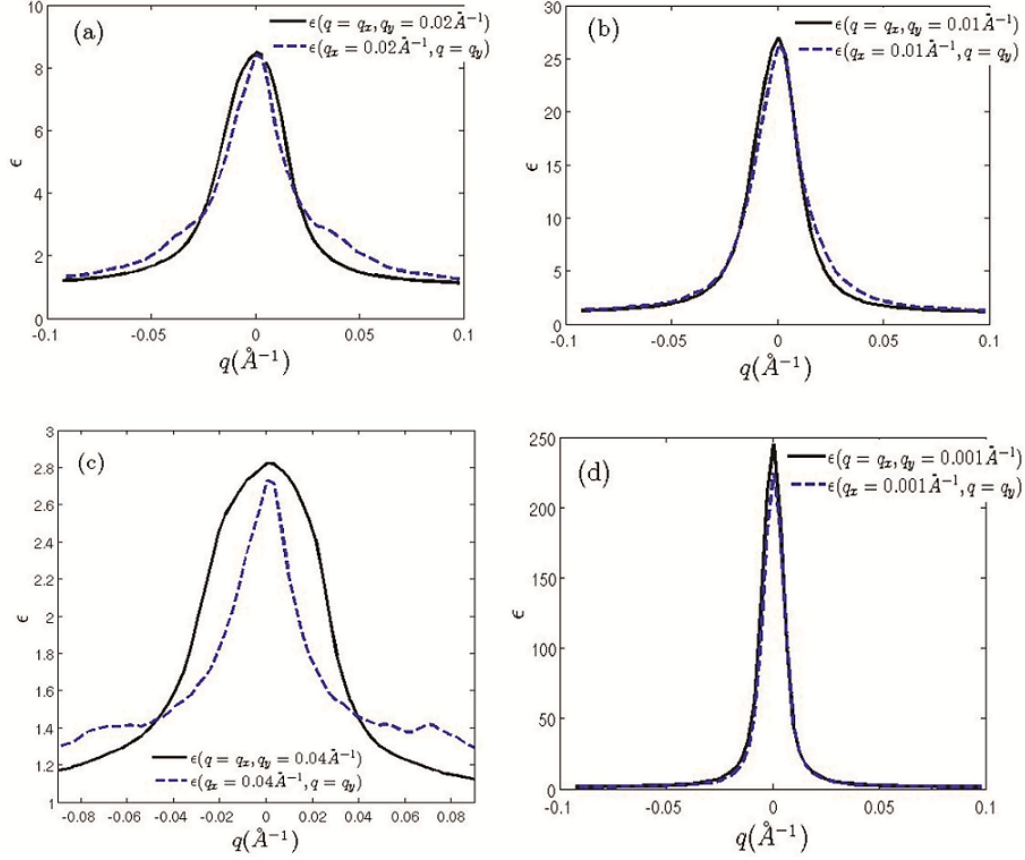 (a)
ϵ(q = qx, qy = 0.02Å−1)
ϵ(qx = 0.02Å−1, q = qy)
10
8
6
4
2
0
ϵ
-0.1
-0.05
0
0.05
0.1
q(Å−1)
(b)
ϵ(q = qx, qy = 0.01Å−1)
ϵ(qx = 0.01Å−1, q = qy)
30
25
20
15
10
5
0
ϵ
-0.1
-0.05
0
0.05
0.1
q(Å−1)
(c)
3
2.8
2.6
2.4
2.2
2
1.8
1.6
1.4
1.2
1
ϵ
ϵ(q = qx, qy = 0.04Å−1)
ϵ(qx = 0.04Å−1, q = qy)
-0.08 -0.06 -0.04 -0.02 0 0.02 0.04 0.06 0.08
q(Å−1)
(d)
ϵ(q = qx, qy = 0.001Å−1)
ϵ(qx = 0.001Å−1, q = qy)
250
200
150
100
50
0
ϵ
-0.1
-0.05
0
0.05
0.1
q(Å−1)